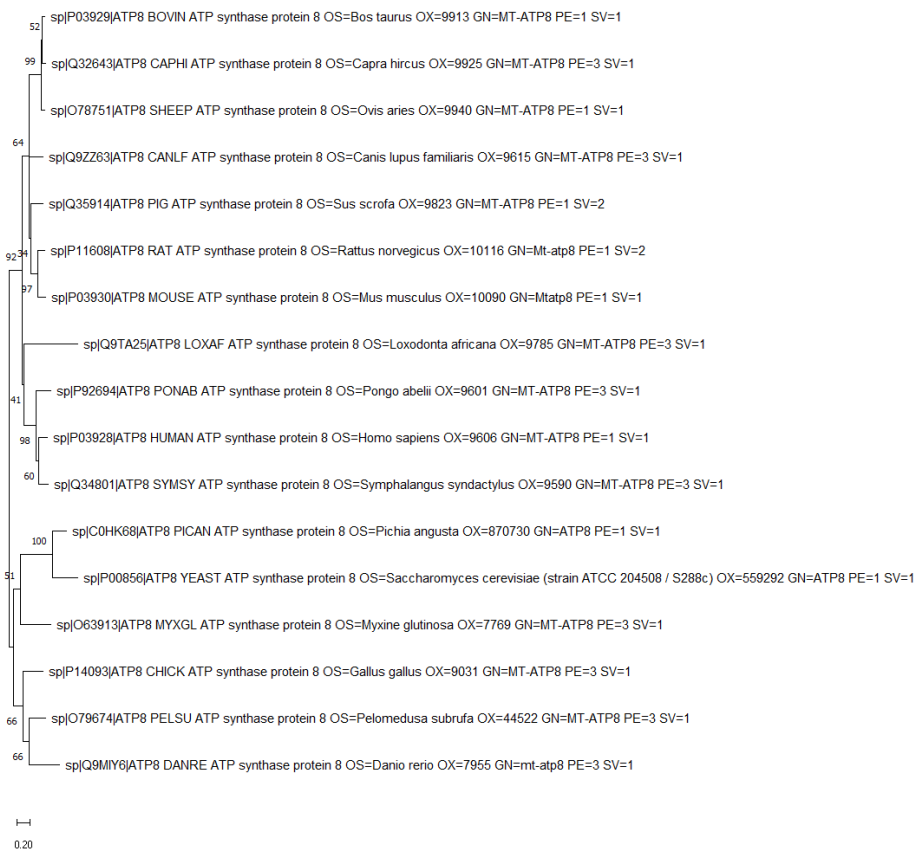 52
sp|P03929|ATP8 BOVIN ATP synthase protein 8 OS=Bos taurus OX=9913 GN=MT-ATP8 PE=1 SV=1
99
sp|Q32643|ATP8 CAPHI ATP synthase protein 8 OS=Capra hircus OX=9925 GN=MT-ATP8 PE=3 SV=1
sp|O78751|ATP8 SHEEP ATP synthase protein 8 OS=Ovis aries OX=9940 GN=MT-ATP8 PE=1 SV=1
64
sp|Q9ZZ63|ATP8 CANLF ATP synthase protein 8 OS=Canis lupus familiaris OX=9615 GN=MT-ATP8 PE=3 SV=1
sp|Q35914|ATP8 PIG ATP synthase protein 8 OS=Sus scrofa OX=9823 GN=MT-ATP8 PE=1 SV=2
92
34
sp|P11608|ATP8 RAT ATP synthase protein 8 OS=Rattus norvegicus OX=10116 GN=Mt-atp8 PE=1 SV=2
97
sp|P03930|ATP8 MOUSE ATP synthase protein 8 OS=Mus musculus OX=10090 GN=Mtatp8 PE=1 SV=1
sp|Q9TA25|ATP8 LOXAF ATP synthase protein 8 OS=Loxodonta africana OX=9785 GN=MT-ATP8 PE=3 SV=1
sp|P92694|ATP8 PONAB ATP synthase protein 8 OS=Pongo abelii OX=9601 GN=MT-ATP8 PE=3 SV=1
41
98
sp|P03928|ATP8 HUMAN ATP synthase protein 8 OS=Homo sapiens OX=9606 GN=MT-ATP8 PE=1 SV=1
60
sp|Q34801|ATP8 SYMSY ATP synthase protein 8 OS=Symphalangus syndactylus OX=9590 GN=MT-ATP8 PE=3 SV=1
sp|C0HK68|ATP8 PICAN ATP synthase protein 8 OS=Pichia angusta OX=870730 GN=ATP8 PE=1 SV=1
100
51
sp|P00856|ATP8 YEAST ATP synthase protein 8 OS=Saccharomyces cerevisiae (strain ATCC 204508 / S288c) OX=559292 GN=ATP8 PE=1 SV=1
sp|O63913|ATP8 MYXGL ATP synthase protein 8 OS=Myxine glutinosa OX=7769 GN=MT-ATP8 PE=3 SV=1
sp|P14093|ATP8 CHICK ATP synthase protein 8 OS=Gallus gallus OX=9031 GN=MT-ATP8 PE=3 SV=1
66
sp|O79674|ATP8 PELSU ATP synthase protein 8 OS=Pelomedusa subrufa OX=44522 GN=MT-ATP8 PE=3 SV=1
66
sp|Q9MIY6|ATP8 DANRE ATP synthase protein 8 OS=Danio rerio OX=7955 GN=mt-atp8 PE=3 SV=1
0.20